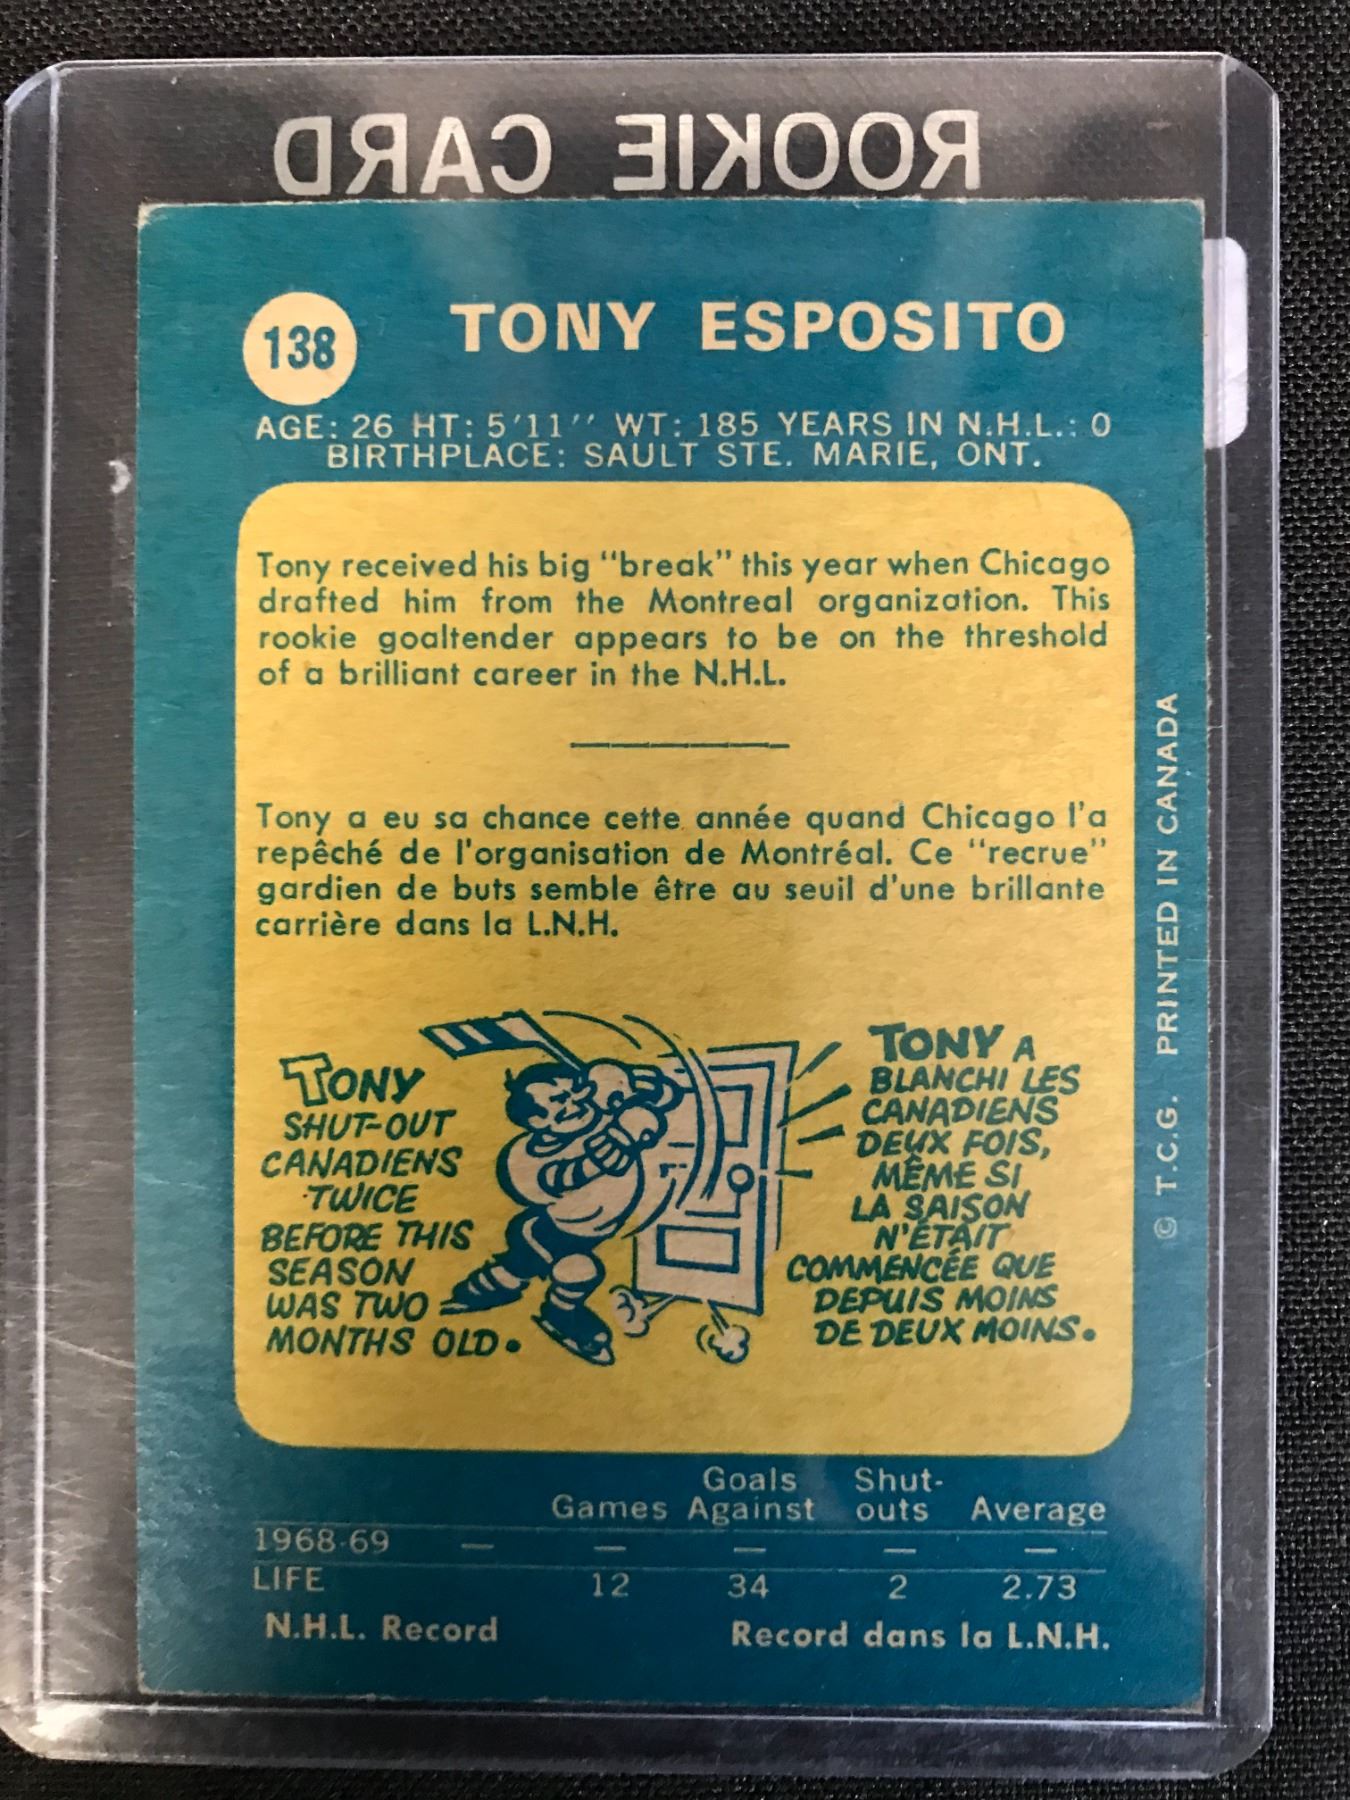 ROOKIE CARD
138
TONY ESPOSITO
AGE: 26 HT: 5'11'' WT: 185 YEARS IN N.H.L.: 0
BIRTHPLACE: SAULT STE. MARIE, ONT.
Tony received his big "break" this year when Chicago
drafted him from the Montreal organization. This
rookie goaltender appears to be on the threshold
of a brilliant career in the N.H.L.
Tony a eu sa chance cette année quand Chicago l'a
repêché de l'organisation de Montréal. Ce "recrue"
gardien de buts semble être au seuil d'une brillante
carrière dans la L.N.H.
TONY
SHUT-OUT
CANADIENS
TWICE
BEFORE THIS
SEASON
WAS TWO
MONTHS OLD.
TONY A
BLANCHI LES
CANADIENS
DEUX FOIS,
MÊME SI
LA SAISON
N'ÉTAIT
COMMENCÉE QUE
DEPUIS MOINS
DE DEUX MOINS.
© T.C.G. PRINTED IN CANADA
Games Goals Against Shut-outs Average
1968-69 — — — — —
LIFE 12 34 2 2.73
N.H.L. Record Record dans la L.N.H.